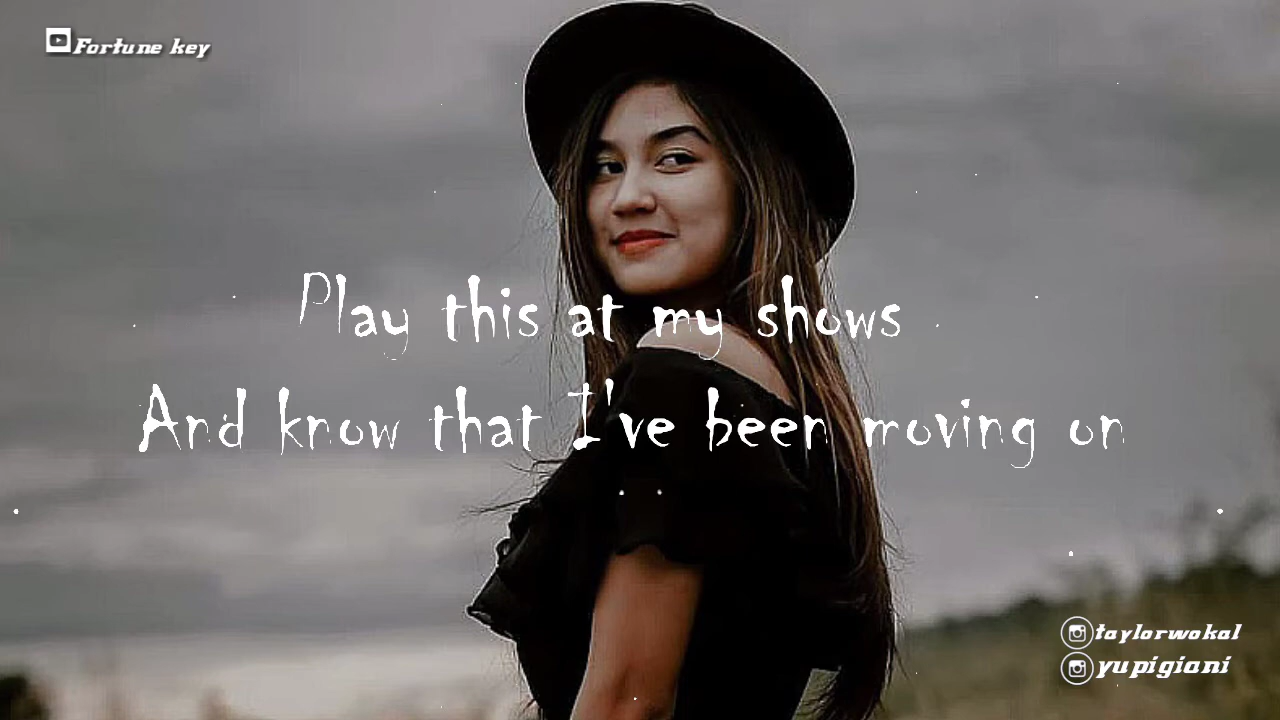 Fortune key
Play this at my shows
And know that I've been moving on
taylorwokal
yupigiani